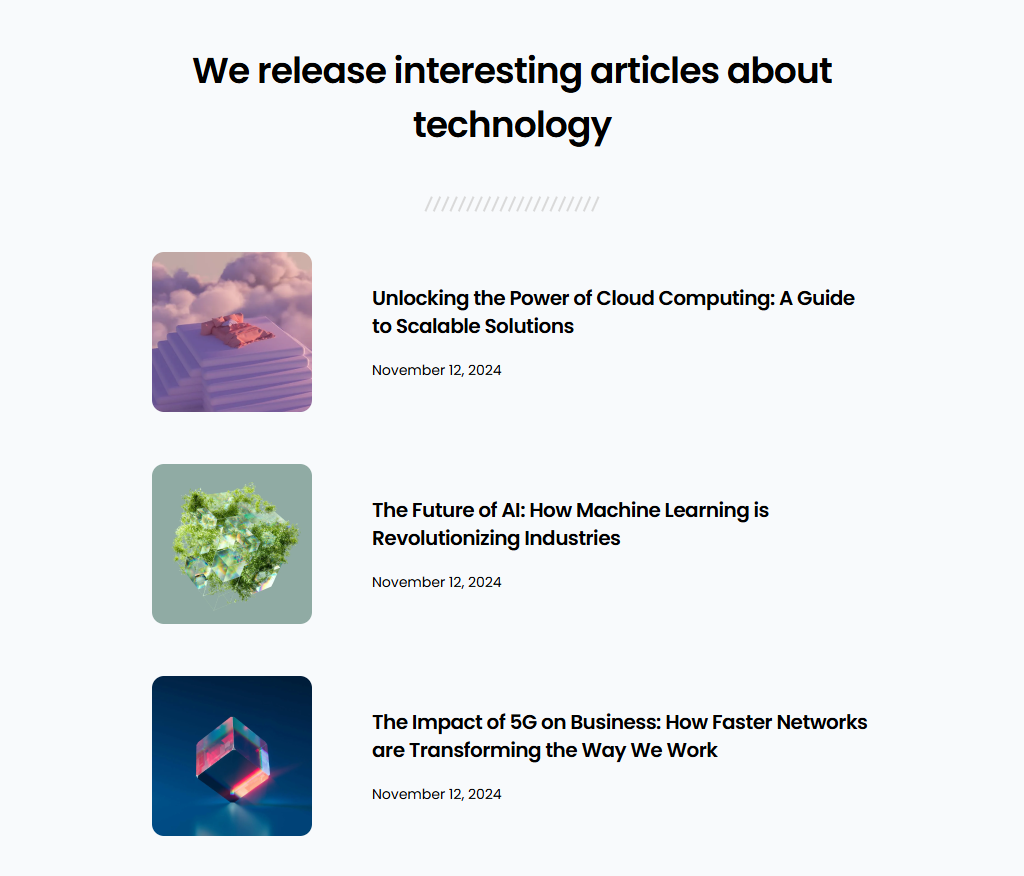 We release interesting articles about
technology
Unlocking the Power of Cloud Computing: A Guide
to Scalable Solutions
November 12, 2024
The Future of AI: How Machine Learning is
Revolutionizing Industries
November 12, 2024
The Impact of 5G on Business: How Faster Networks
are Transforming the Way We Work
November 12, 2024